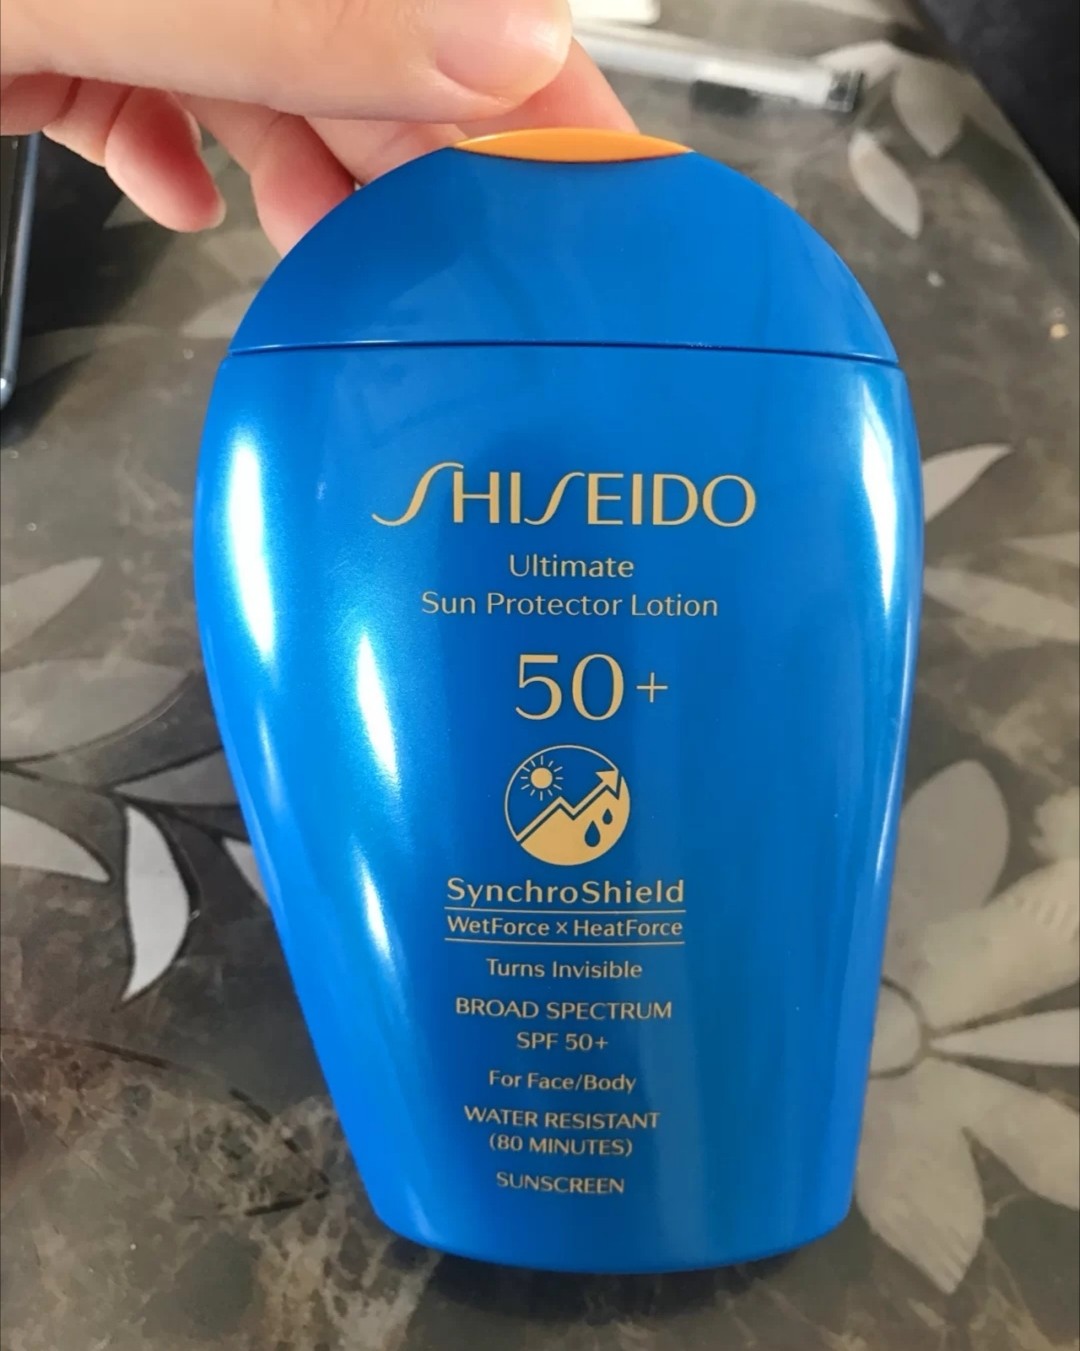 SHISEIDO
Ultimate
Sun Protector Lotion
50+
SynchroShield
WetForce × HeatForce
Turns Invisible
BROAD SPECTRUM
SPF 50+
For Face/Body
WATER RESISTANT
(80 MINUTES)
SUNSCREEN